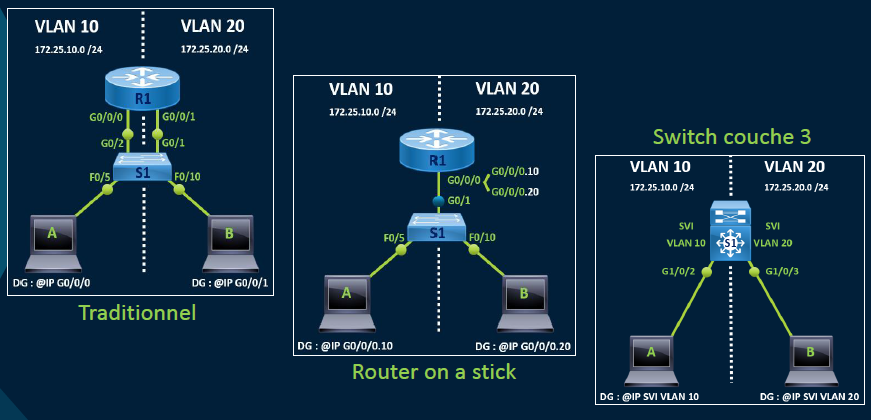 VLAN 10
VLAN 20
172.25.10.0 /24
172.25.20.0 /24
R1
G0/0/0
G0/0/1
G0/2
G0/1
S1
F0/5
F0/10
A
B
DG : @IP G0/0/0
DG : @IP G0/0/1
Traditionnel
VLAN 10
VLAN 20
172.25.10.0 /24
172.25.20.0 /24
R1
G0/0/0
G0/0/0.10
G0/0/0.20
G0/1
S1
F0/5
F0/10
A
B
DG : @IP G0/0/0.10
DG : @IP G0/0/0.20
Router on a stick
Switch couche 3
VLAN 10
VLAN 20
172.25.10.0 /24
172.25.20.0 /24
SVI
VLAN 10
S1
SVI
VLAN 20
G1/0/2
G1/0/3
A
B
DG : @IP SVI VLAN 10
DG : @IP SVI VLAN 20